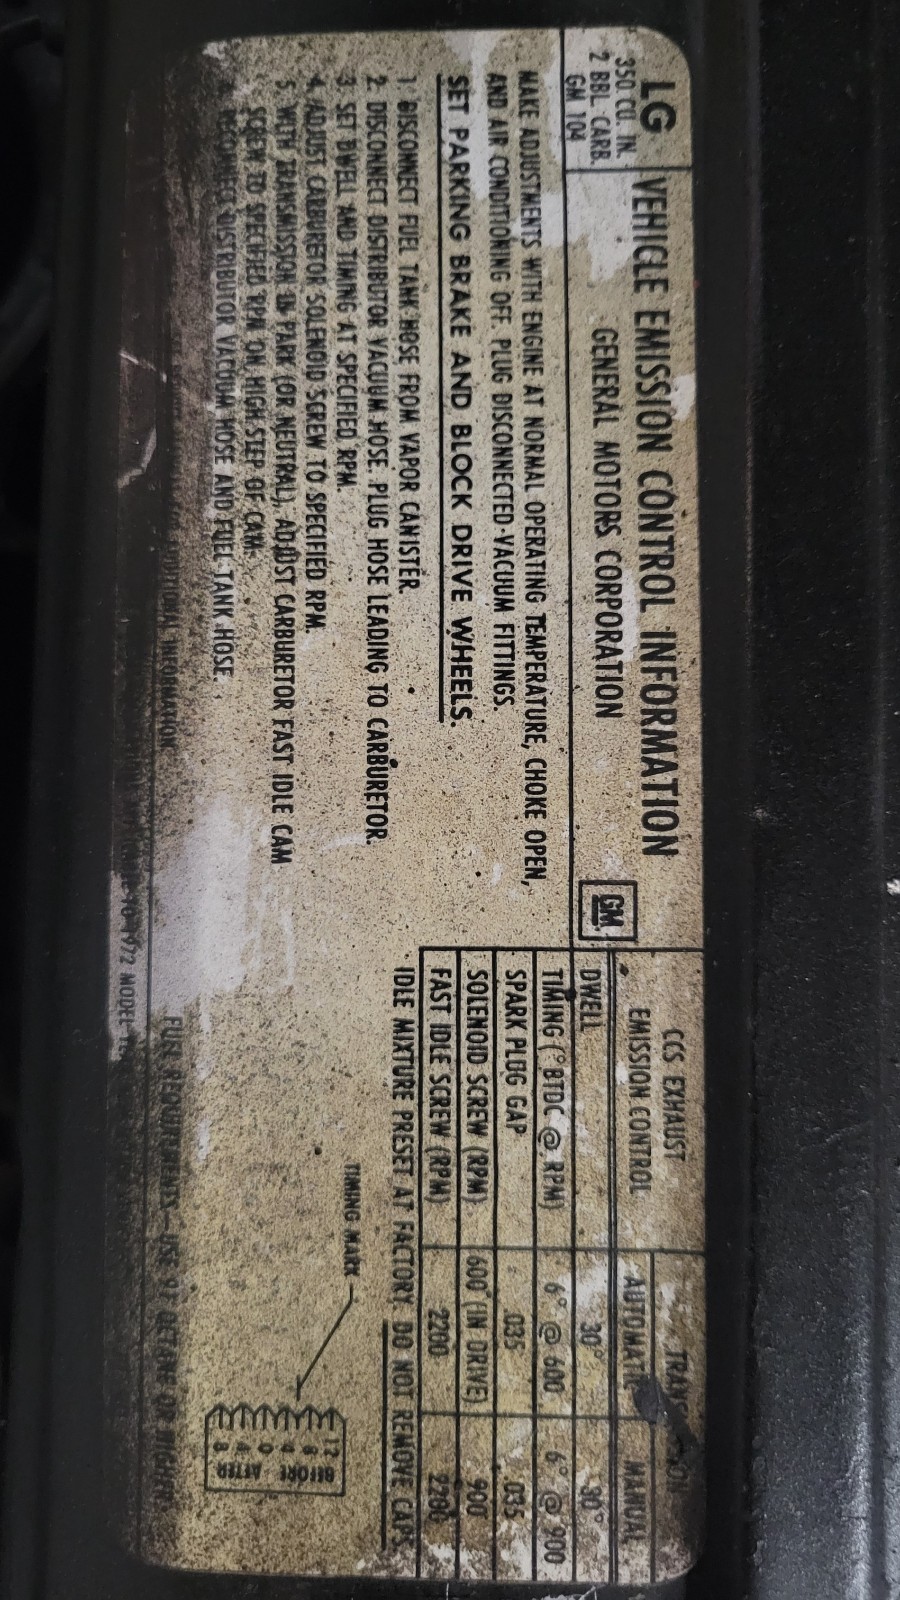 LG
350 CU. IN.
2 BBL. CARB.
GM 104
VEHICLE EMISSION CONTROL INFORMATION
GENERAL MOTORS CORPORATION
GM
MAKE ADJUSTMENTS WITH ENGINE AT NORMAL OPERATING TEMPERATURE, CHOKE OPEN,
AND AIR CONDITIONING OFF. PLUG DISCONNECTED VACUUM FITTINGS.
SET PARKING BRAKE AND BLOCK DRIVE WHEELS.
1. DISCONNECT FUEL TANK HOSE FROM VAPOR CANISTER.
2. DISCONNECT DISTRIBUTOR VACUUM HOSE. PLUG HOSE LEADING TO CARBURETOR.
3. SET DWELL AND TIMING AT SPECIFIED RPM.
4. ADJUST CARBURETOR SOLENOID SCREW TO SPECIFIED RPM.
5. WITH TRANSMISSION IN PARK (OR NEUTRAL), ADJUST CARBURETOR FAST IDLE CAM
SCREW TO SPECIFIED RPM ON HIGH STEP OF CAM.
DISTRIBUTOR VACUUM HOSE AND FUEL TANK HOSE.
INFORMATION
CCS EXHAUST
EMISSION CONTROL
AUTOMATIC MANUAL
DWELL 30° 30°
TIMING (°BTDC @ RPM) 6° @ 600 6° @ 900
SPARK PLUG GAP .035 .035
SOLENOID SCREW (RPM) 600 (IN DRIVE) 900
FAST IDLE SCREW (RPM) 2200 2200
IDLE MIXTURE PRESET AT FACTORY. DO NOT REMOVE CAPS.
TIMING MARK
12 8 4 0 4 8
BEFORE AFTER
FUEL REQUIREMENTS - USE 91 OCTANE OR HIGHER
1972 MODEL